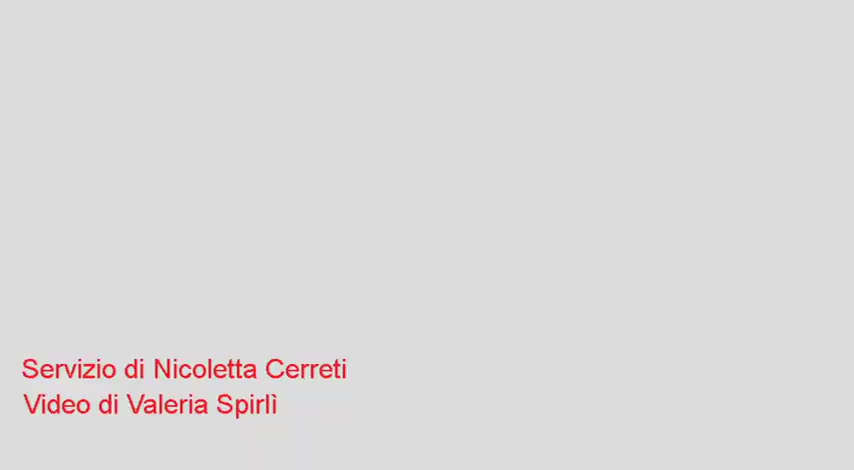 Servizio di Nicoletta Cerreti
Video di Valeria Spirlì